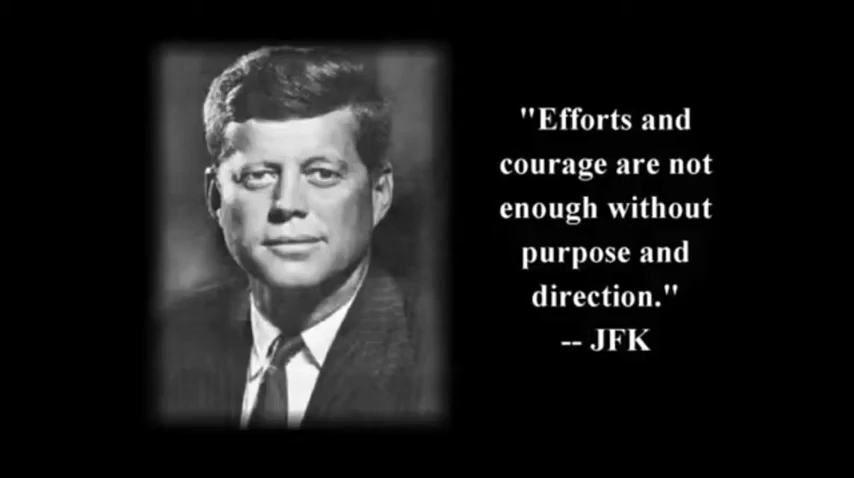 "Efforts and
courage are not
enough without
purpose and
direction."
-- JFK